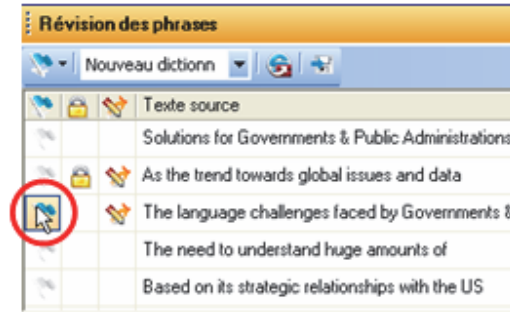 Révision des phrases
Nouveau dictionn
Texte source
Solutions for Governments & Public Administrations
As the trend towards global issues and data
The language challenges faced by Governments &
The need to understand huge amounts of
Based on its strategic relationships with the US